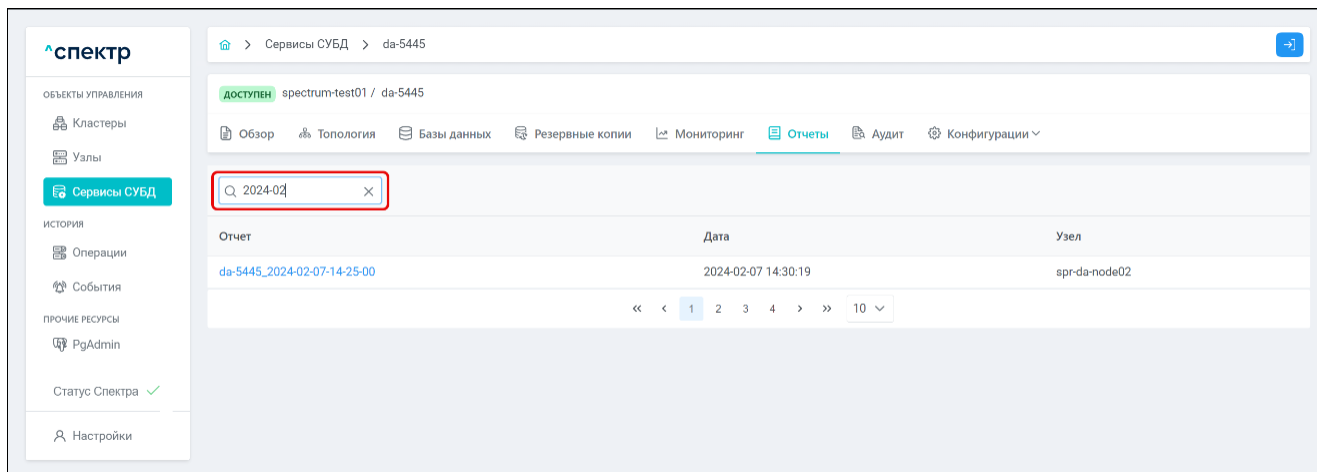 ^спектр
ОБЪЕКТЫ УПРАВЛЕНИЯ
Кластеры
Узлы
Сервисы СУБД
ИСТОРИЯ
Операции
События
ПРОЧИЕ РЕСУРСЫ
PgAdmin
Статус Спектра
Настройки
> Сервисы СУБД > da-5445
ДОСТУПЕН spectrum-test01 / da-5445
Обзор Топология Базы данных Резервные копии Мониторинг Отчеты Аудит Конфигурации
2024-02
Отчет Дата Узел
da-5445_2024-02-07-14-25-00 2024-02-07 14:30:19 spr-da-node02
« < 1 2 3 4 > » 10